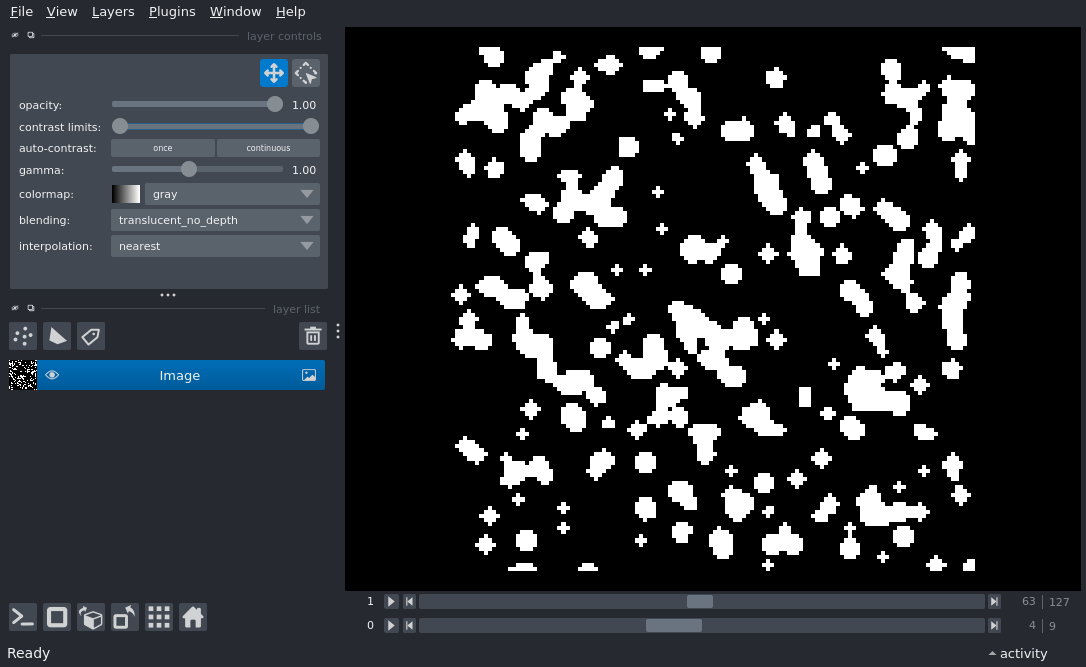 File View Layers Plugins Window Help
layer controls
opacity: 1.00
contrast limits:
auto-contrast: once continuous
gamma: 1.00
colormap: gray
blending: translucent_no_depth
interpolation: nearest
layer list
Image
1 63 127
0 4 9
Ready activity